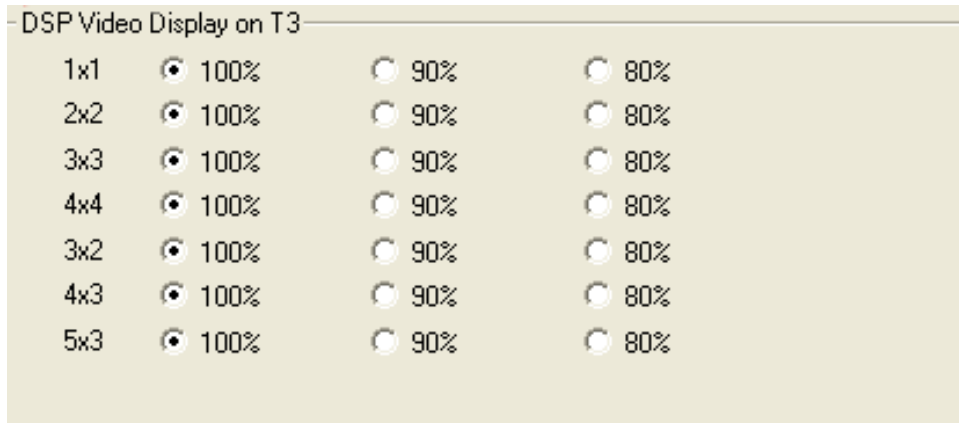 DSP Video Display on T3
1x1 100% 90% 80%
2x2 100% 90% 80%
3x3 100% 90% 80%
4x4 100% 90% 80%
3x2 100% 90% 80%
4x3 100% 90% 80%
5x3 100% 90% 80%